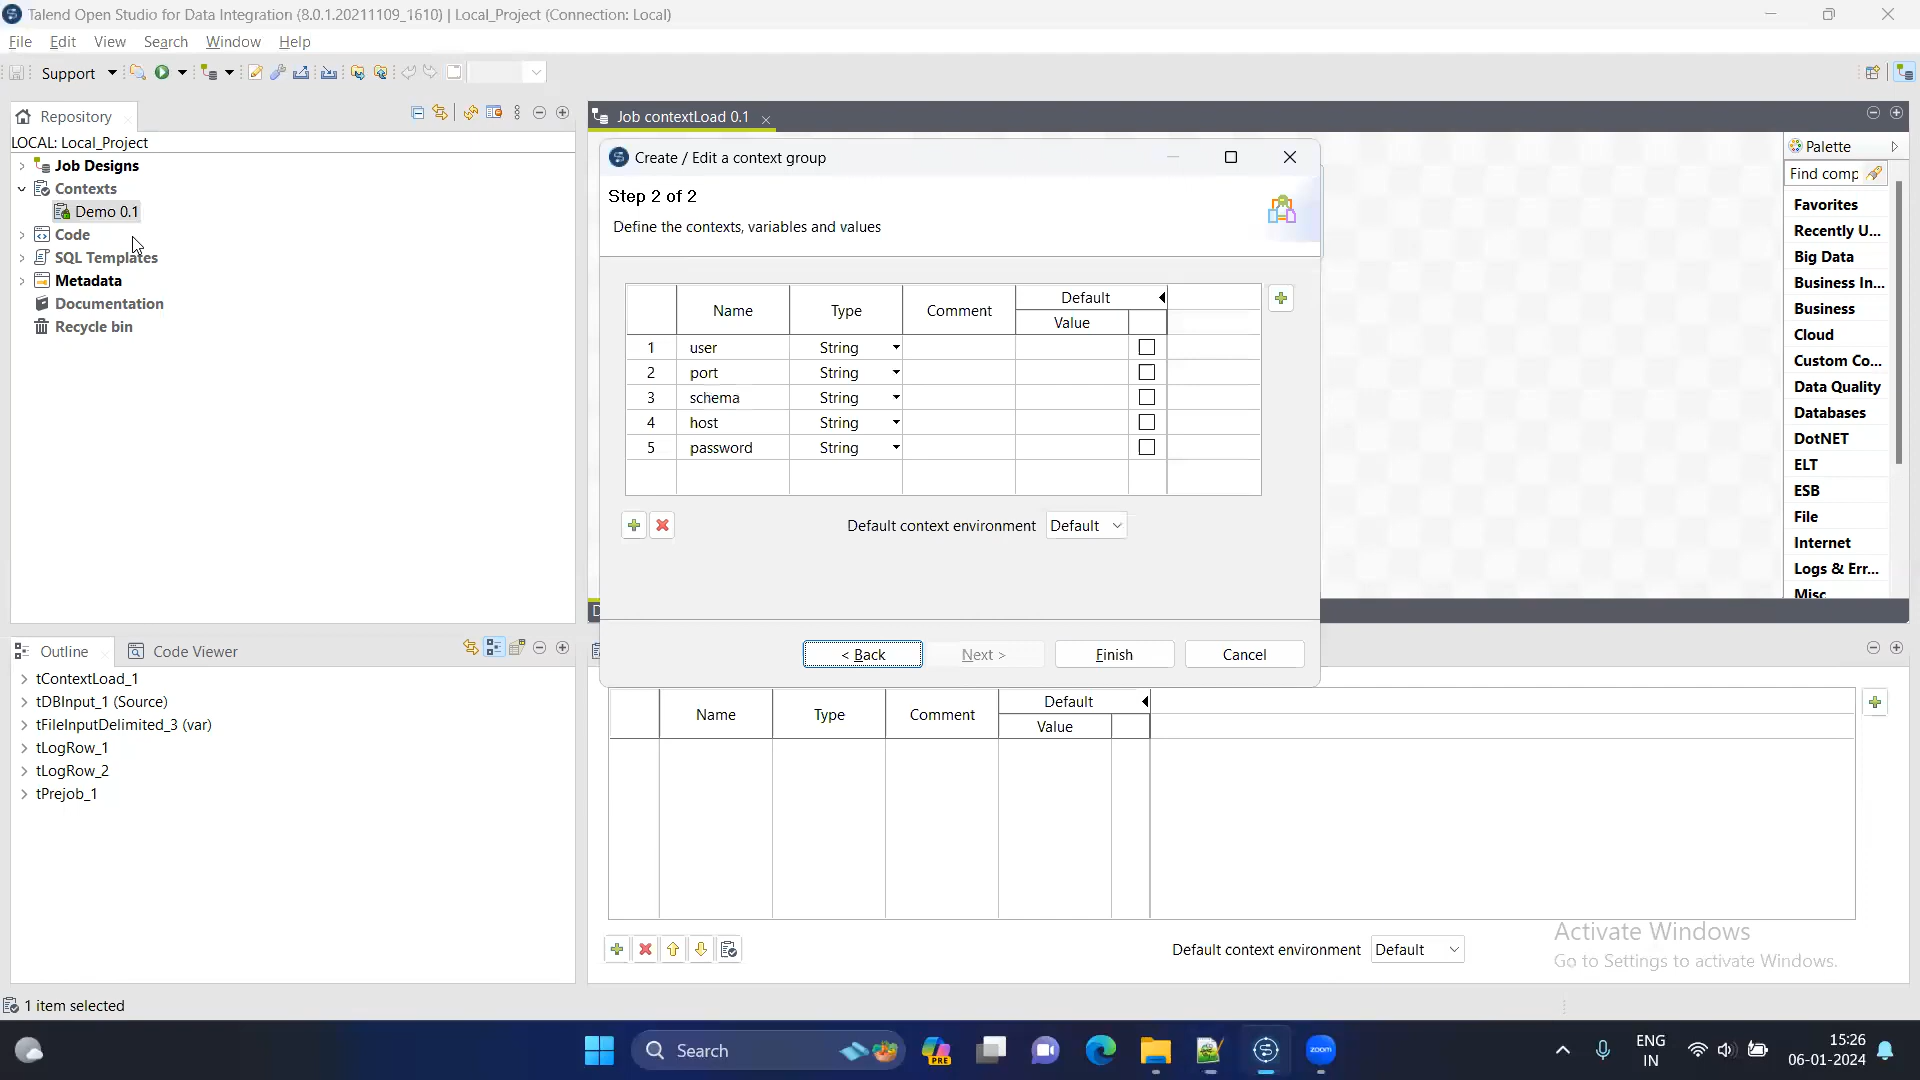 Talend Open Studio for Data Integration (8.0.1.20211109_1610) | Local_Project (Connection: Local)
File Edit View Search Window Help
Support
Repository
LOCAL: Local_Project
Job Designs
Contexts
Demo 0.1
Code
SQL Templates
Metadata
Documentation
Recycle bin
Job contextLoad 0.1
Create / Edit a context group
Step 2 of 2
Define the contexts, variables and values
Name Type Comment Default
Value
1 user String
2 port String
3 schema String
4 host String
5 password String
Default context environment Default
< Back Next > Finish Cancel
Palette
Find comp
Favorites
Recently U...
Big Data
Business In...
Business
Cloud
Custom Co...
Data Quality
Databases
DotNET
ELT
ESB
File
Internet
Logs & Err...
Misc
Outline Code Viewer
tContextLoad_1
tDBInput_1 (Source)
tFileInputDelimited_3 (var)
tLogRow_1
tLogRow_2
tPrejob_1
Name Type Comment Default
Value
Default context environment Default
Activate Windows
Go to Settings to activate Windows.
1 item selected
Search
PRE
zoom
ENG
IN
15:26
06-01-2024